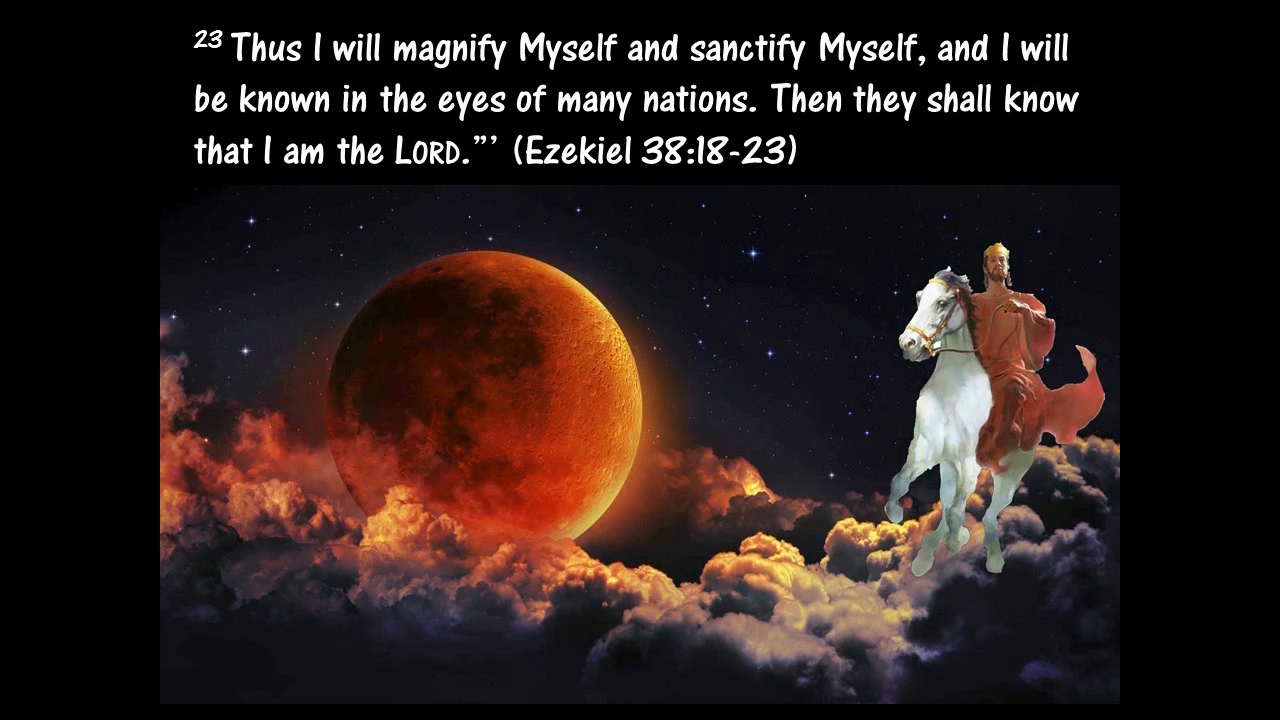 23 Thus I will magnify Myself and sanctify Myself, and I will
be known in the eyes of many nations. Then they shall know
that I am the LORD.”’ (Ezekiel 38:18-23)